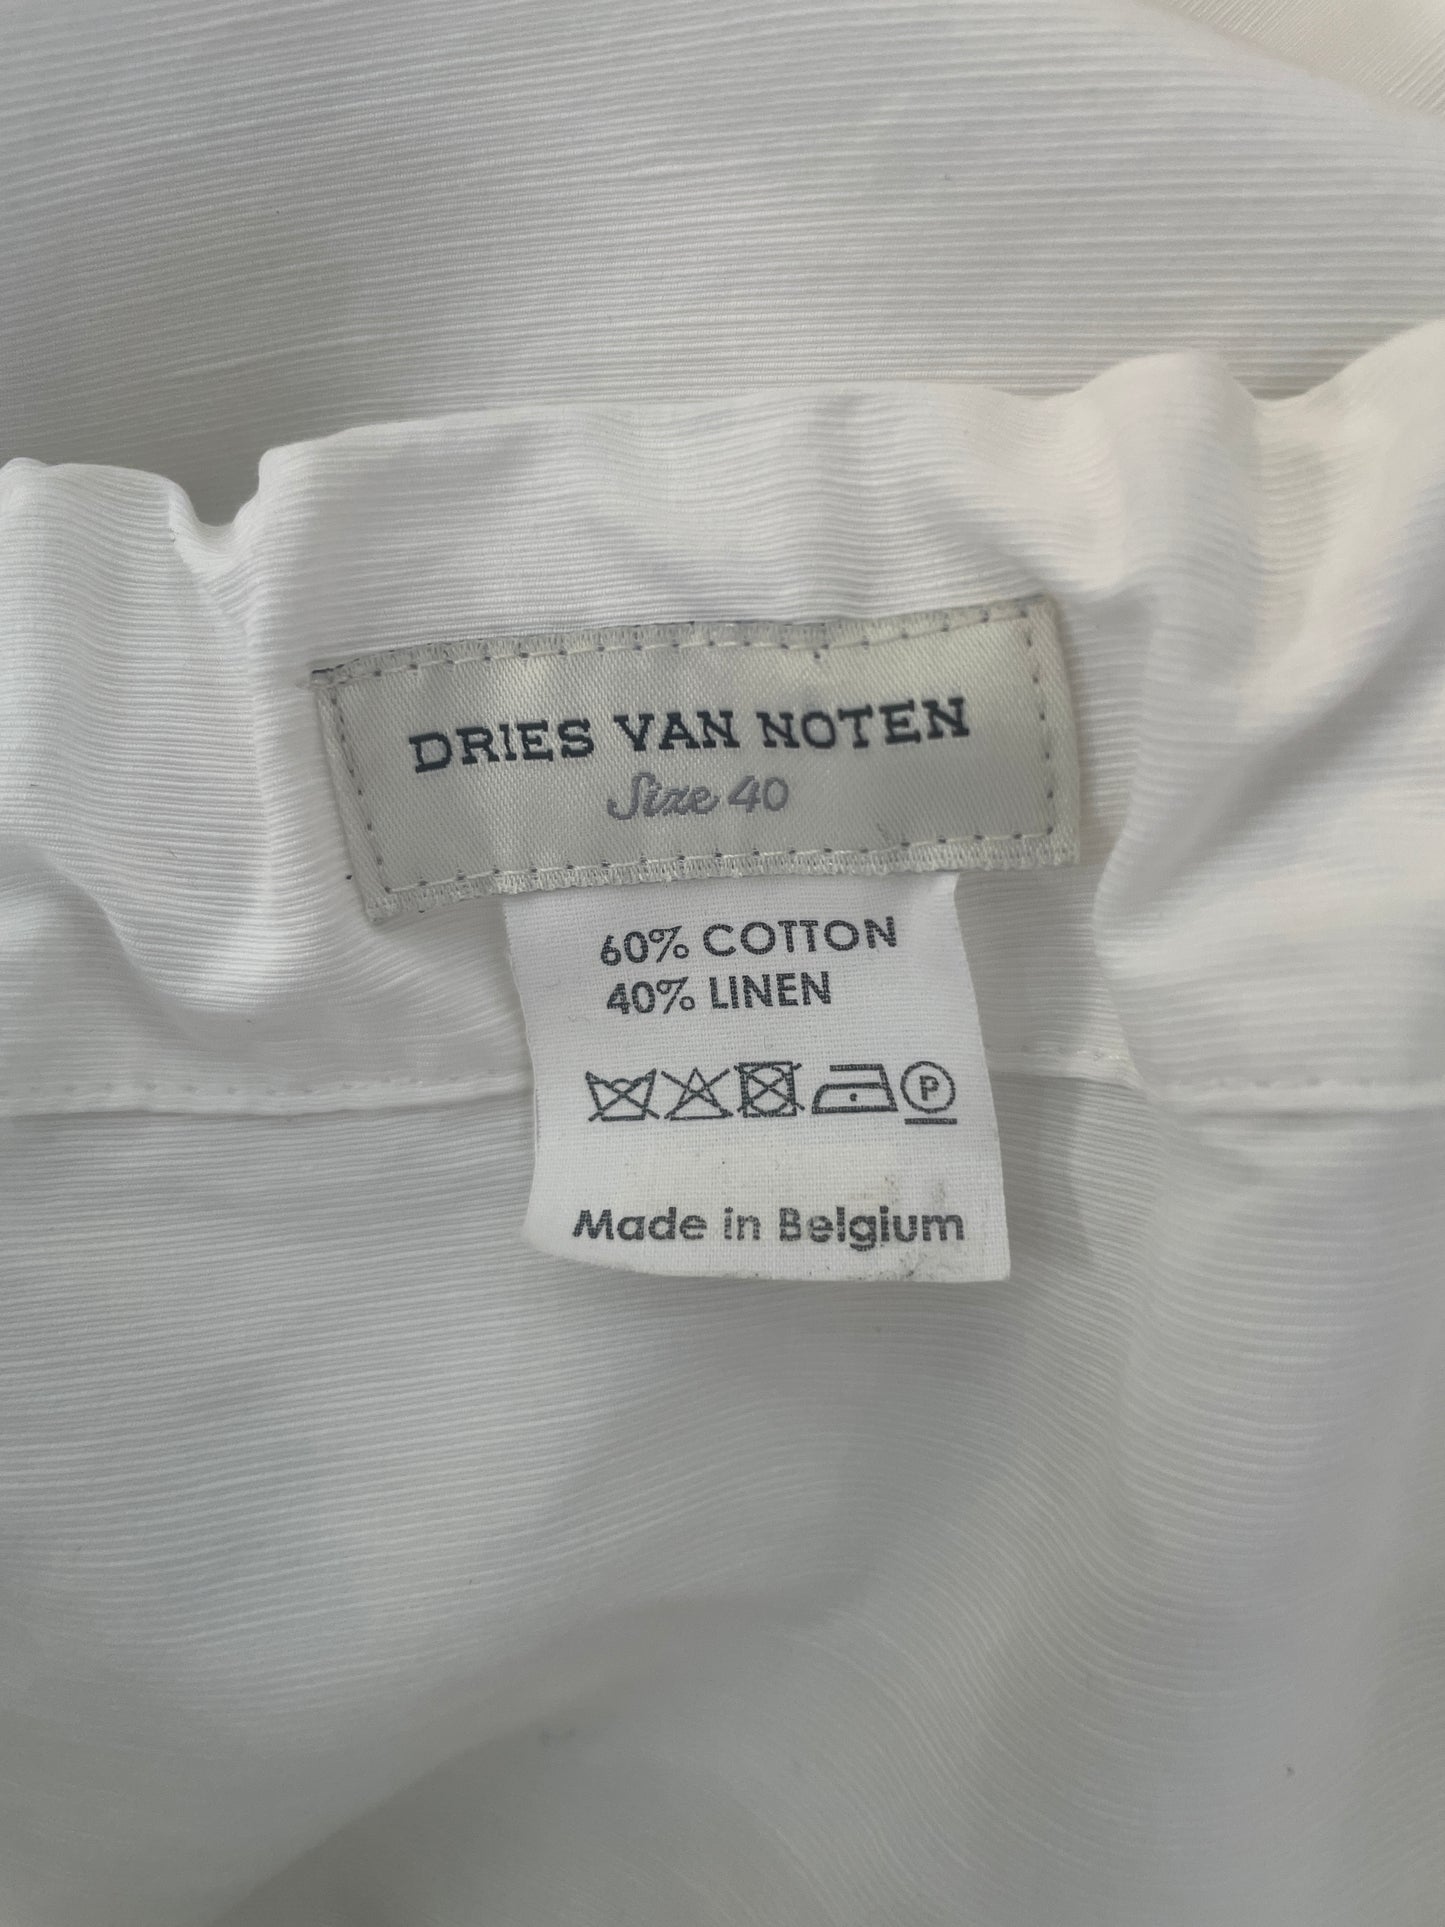 DRIES VAN NOTEN
Size 40
60% COTTON
40% LINEN
P
Made in Belgium